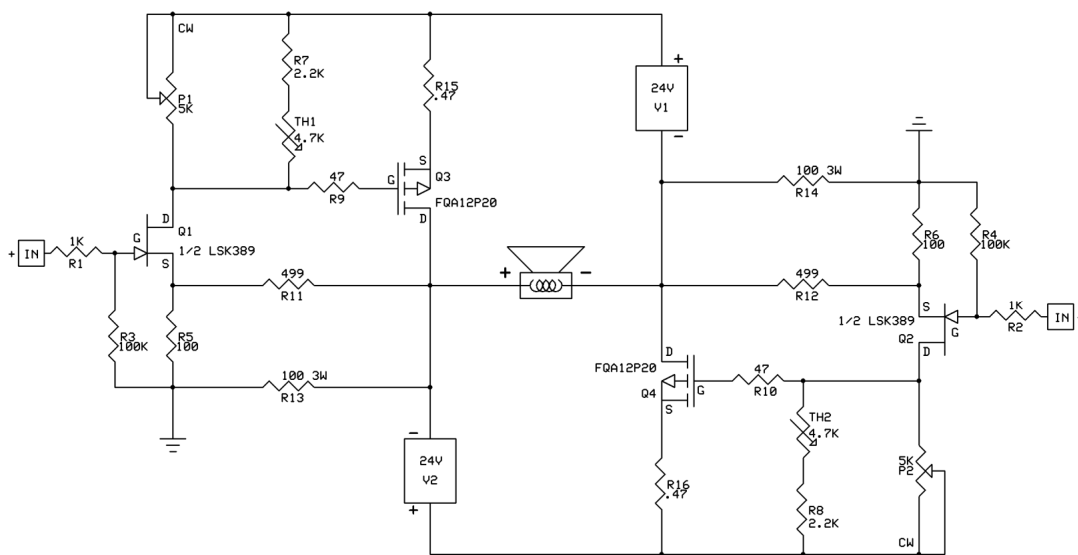 CW
R7
2.2K
R15
.47
+
24V
V1
-
P1
5K
TH1
4.7K
S
G
Q3
47
R9
FQA12P20
D
100 3W
R14
D
Q1
G
1/2 LSK389
S
+ IN
1K
R1
R6
100
R4
100K
+
-
499
R11
499
R12
R3
100K
R5
100
S
1/2 LSK389
G
Q2
D
1K
R2
IN
-
100 3W
R13
D
FQA12P20
Q4
G
S
47
R10
-
24V
V2
+
TH2
4.7K
5K
P2
R16
.47
R8
2.2K
CW